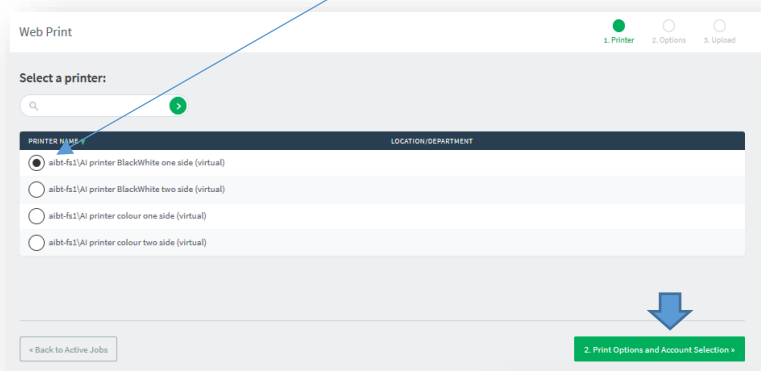 Web Print
1. Printer
2. Options
3. Upload
Select a printer:
PRINTER NAME
LOCATION/DEPARTMENT
aibt-fs1\AI printer BlackWhite one side (virtual)
aibt-fs1\AI printer BlackWhite two side (virtual)
aibt-fs1\AI printer colour one side (virtual)
aibt-fs1\AI printer colour two side (virtual)
« Back to Active Jobs
2. Print Options and Account Selection »